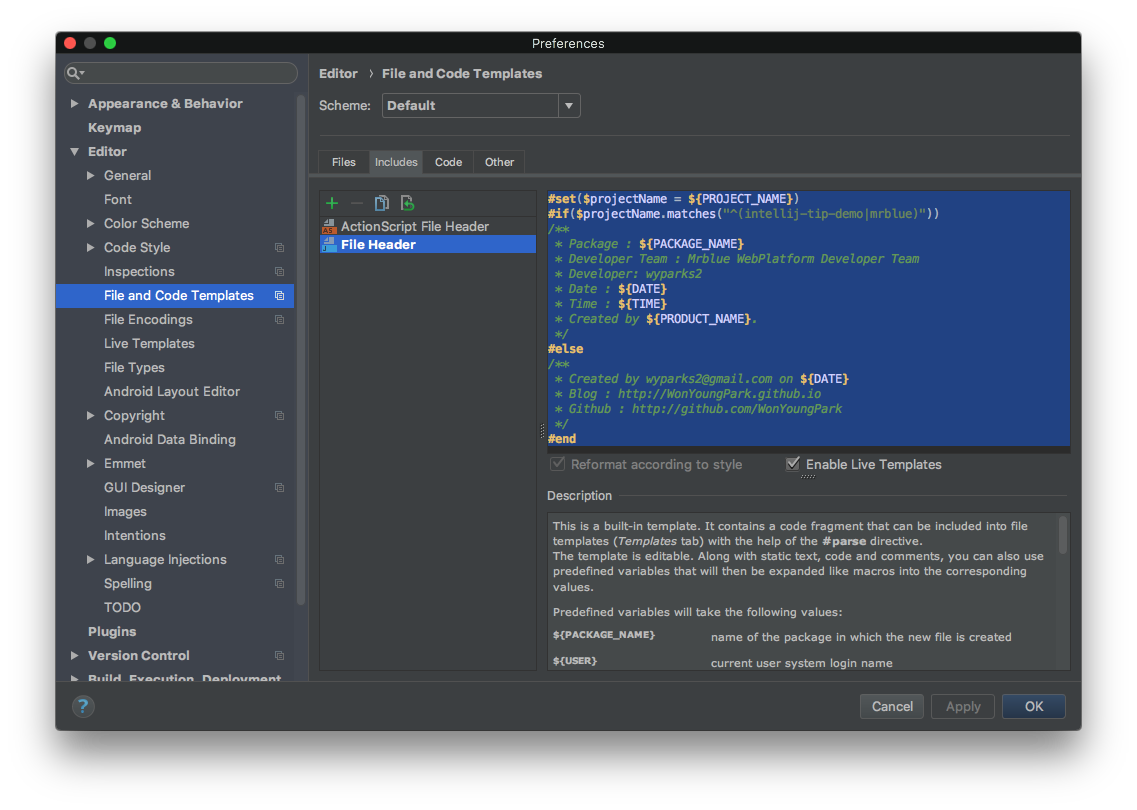 Preferences
Editor › File and Code Templates
Scheme: Default
Appearance & Behavior
Keymap
Editor
General
Font
Color Scheme
Code Style
Inspections
File and Code Templates
File Encodings
Live Templates
File Types
Android Layout Editor
Copyright
Android Data Binding
Emmet
GUI Designer
Images
Intentions
Language Injections
Spelling
TODO
Plugins
Version Control
Build, Execution, Deployment
Files Includes Code Other
ActionScript File Header
File Header
#set($projectName = ${PROJECT_NAME})
#if($projectName.matches("^(intellij-tip-demo|mrblue)"))
/**
* Package : ${PACKAGE_NAME}
* Developer Team : Mrblue WebPlatform Developer Team
* Developer: wyparks2
* Date : ${DATE}
* Time : ${TIME}
* Created by ${PRODUCT_NAME}.
*/
#else
/**
* Created by wyparks2@gmail.com on ${DATE}
* Blog : http://WonYoungPark.github.io
* Github : http://github.com/WonYoungPark
*/
#end
Reformat according to style Enable Live Templates
Description
This is a built-in template. It contains a code fragment that can be included into file
templates (Templates tab) with the help of the #parse directive.
The template is editable. Along with static text, code and comments, you can also use
predefined variables that will then be expanded like macros into the corresponding
values.
Predefined variables will take the following values:
${PACKAGE_NAME} name of the package in which the new file is created
${USER} current user system login name
? Cancel Apply OK